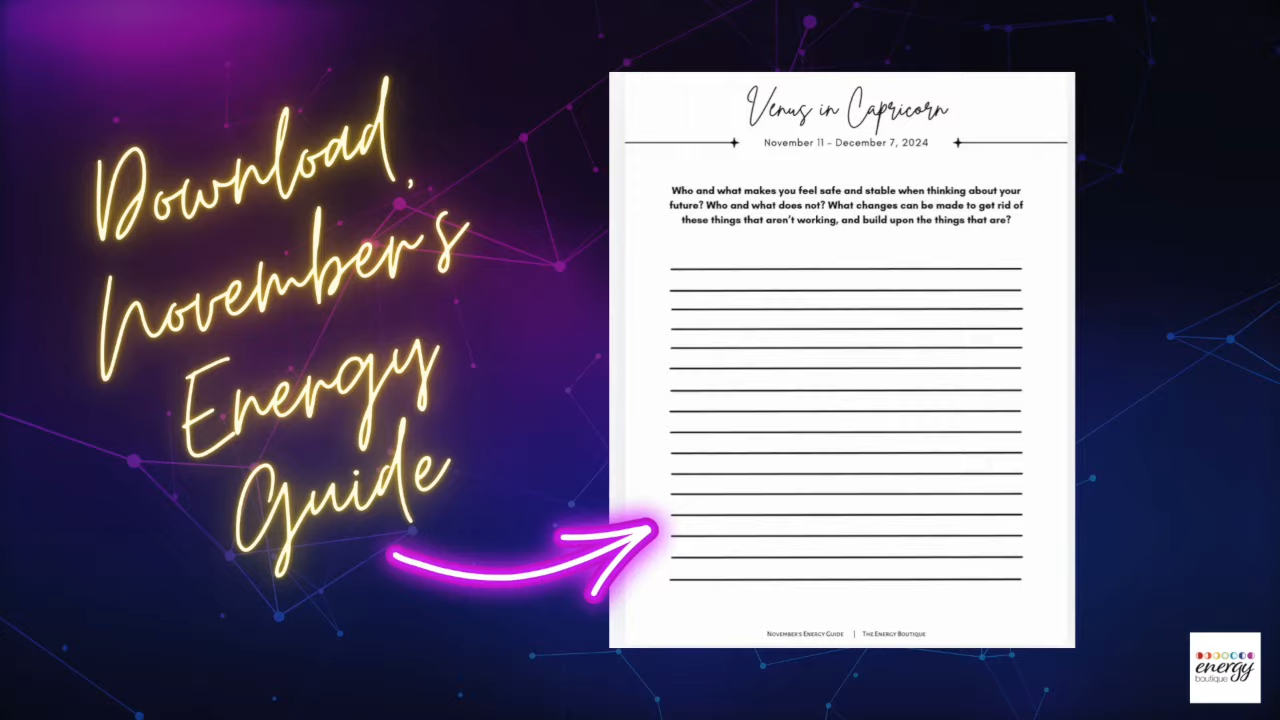 Download
November's
Energy
Guide
Venus in Capricorn
November 11 - December 7, 2024
Who and what makes you feel safe and stable when thinking about your
future? Who and what does not? What changes can be made to get rid of
these things that aren't working, and build upon the things that are?
November's Energy Guide | The Energy Boutique
energy
boutique